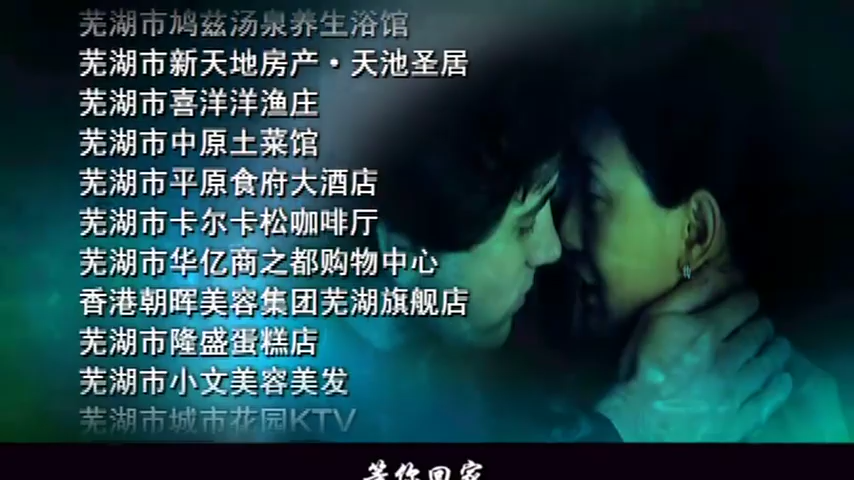 芜湖市鸠兹汤泉养生浴馆
芜湖市新天地房产·天池圣居
芜湖市喜洋洋渔庄
芜湖市中原土菜馆
芜湖市平原食府大酒店
芜湖市卡尔卡松咖啡厅
芜湖市华亿商之都购物中心
香港朝晖美容集团芜湖旗舰店
芜湖市隆盛蛋糕店
芜湖市小文美容美发
芜湖市城市花园KTV
等你回家